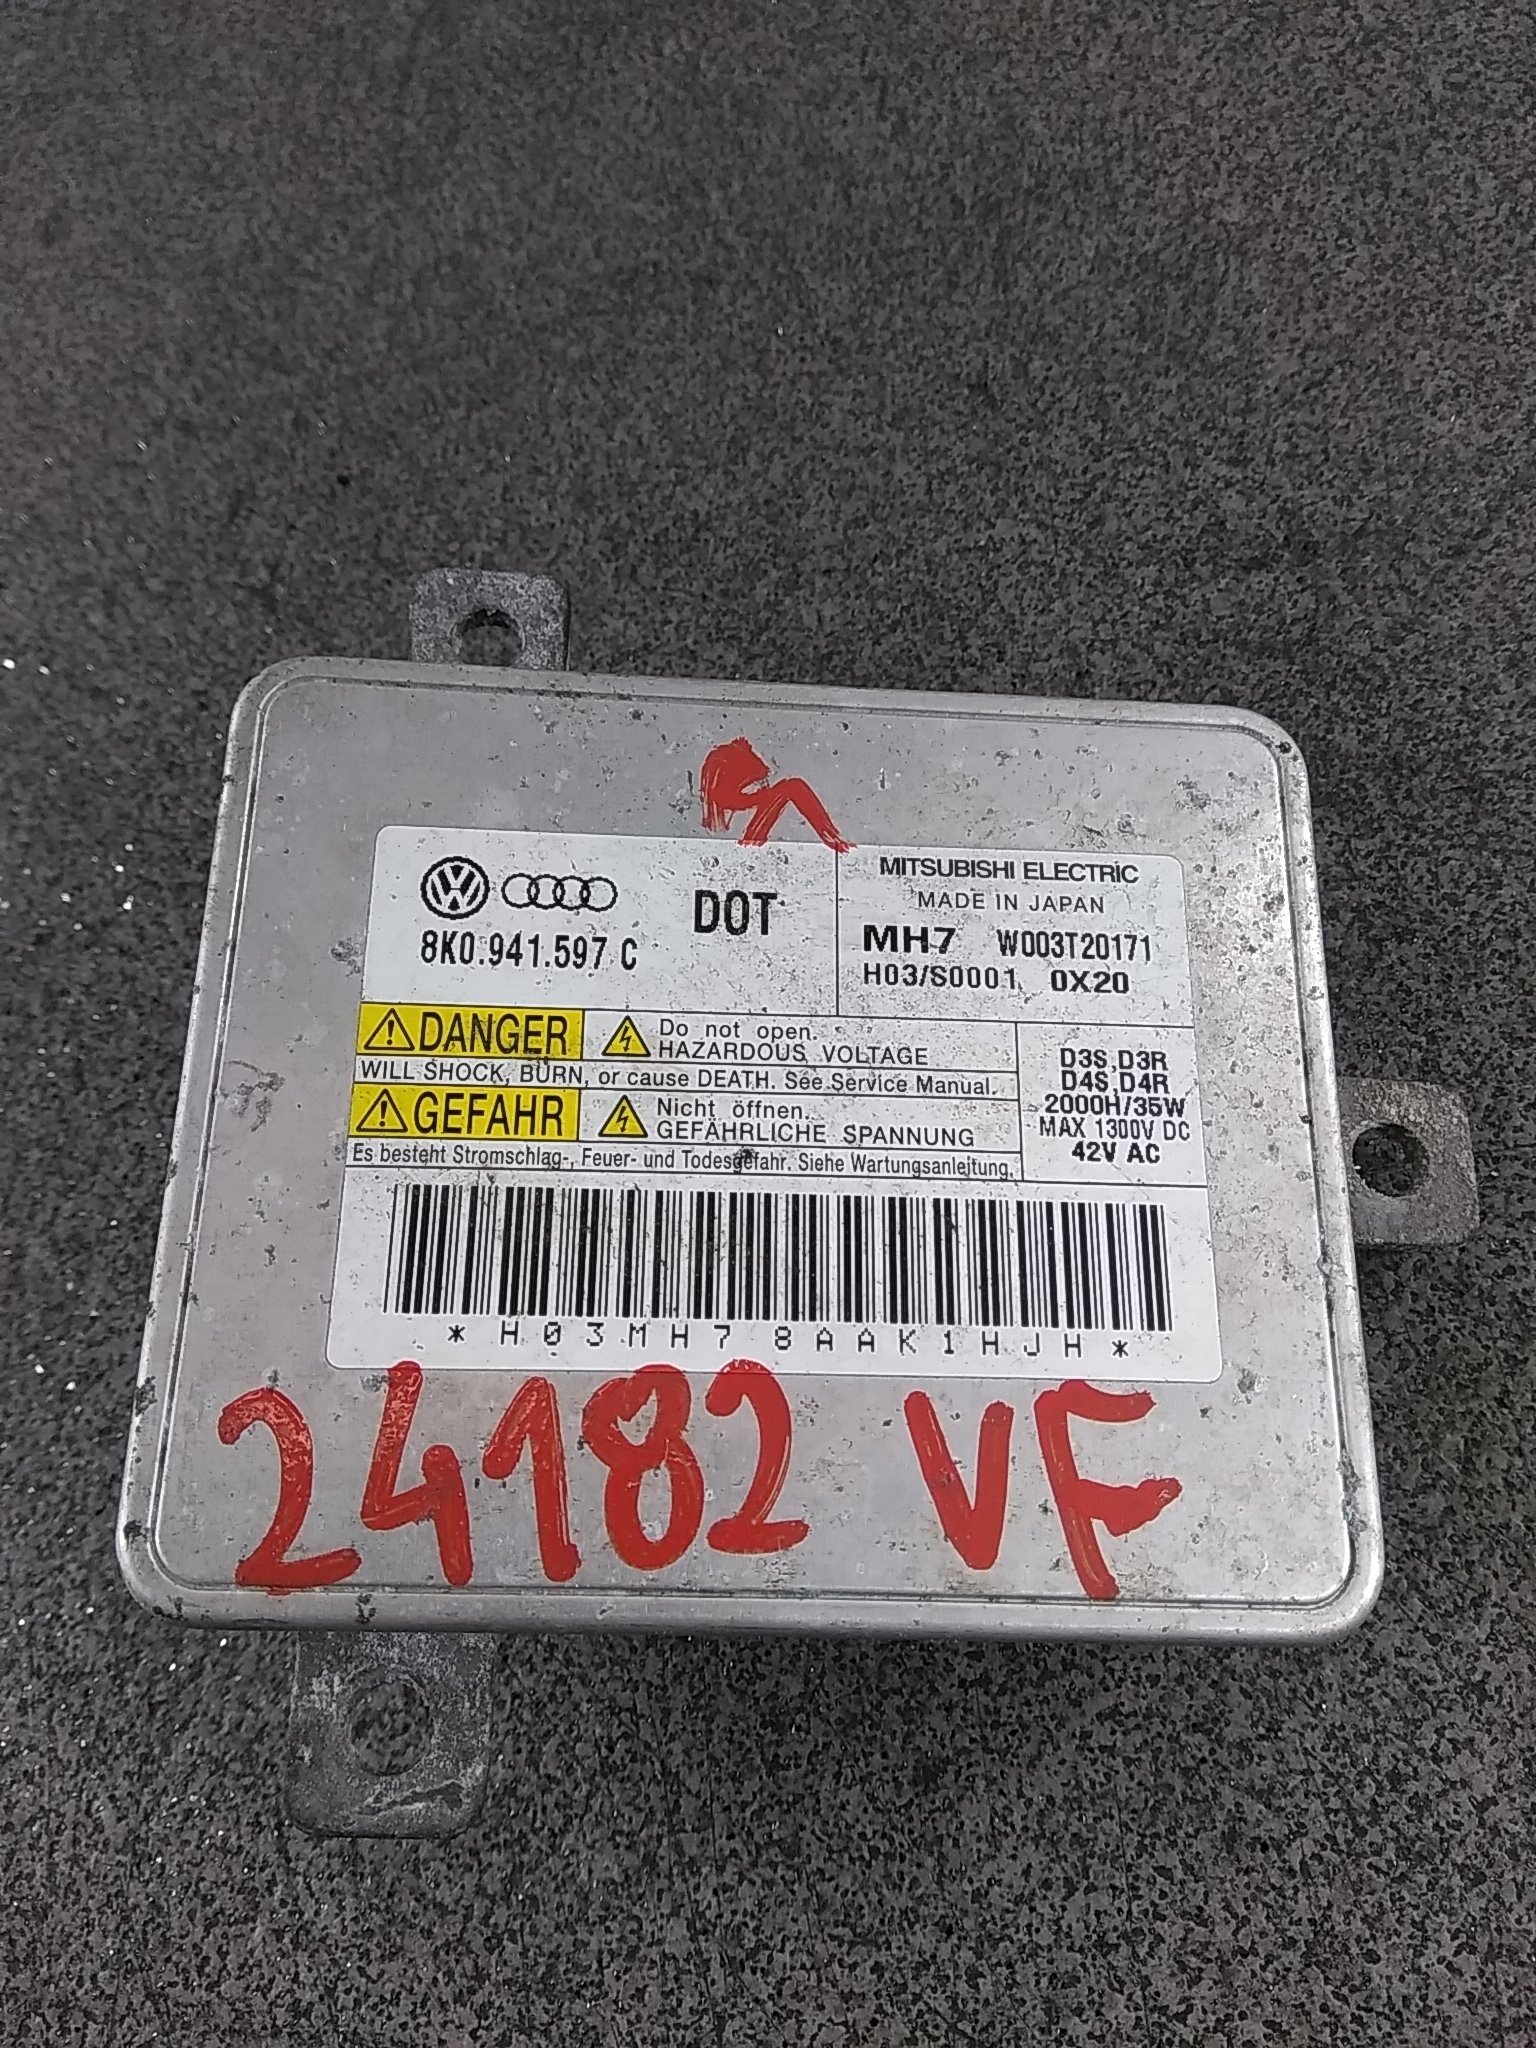 8K0.941.597 C
DOT
MITSUBISHI ELECTRIC
MADE IN JAPAN
MH7 W003T20171
H03/S0001 0X20
DANGER
Do not open.
HAZARDOUS VOLTAGE
WILL SHOCK, BURN, or cause DEATH. See Service Manual.
GEFAHR
Nicht öffnen.
GEFÄHRLICHE SPANNUNG
Es besteht Stromschlag-, Feuer- und Todesgefahr. Siehe Wartungsanleitung.
D3S,D3R
D4S,D4R
2000H/35W
MAX 1300V DC
42V AC
*H03MH78AAK1HJH*
24182 VF